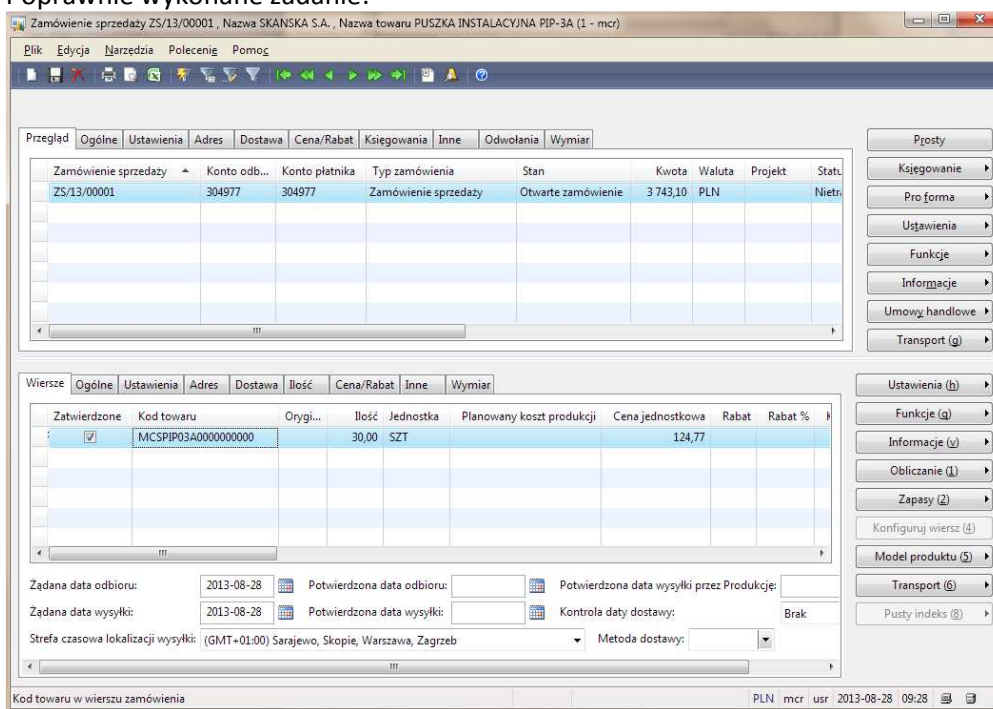 Poprawnie wykonane zadanie:
Zamówienie sprzedaży ZS/13/00001 , Nazwa SKANSKA S.A. , Nazwa towaru PUSZKA INSTALACYJNA PIP-3A (1 - mcr)
Plik Edycja Narzędzia Polecenie Pomoc
Przegląd Ogólne Ustawienia Adres Dostawa Cena/Rabat Księgowania Inne Odwołania Wymiar
Prosty
Zamówienie sprzedaży Konto odb... Konto płatnika Typ zamówienia Stan Kwota Waluta Projekt Statu
Księgowanie
ZS/13/00001 304977 304977 Zamówienie sprzedaży Otwarte zamówienie 3 743,10 PLN Nietr
Pro forma
Ustawienia
Funkcje
Informacje
Umowy handlowe
Transport (g)
Wiersze Ogólne Ustawienia Adres Dostawa Ilość Cena/Rabat Inne Wymiar
Ustawienia (h)
Zatwierdzone Kod towaru Orygi... Ilość Jednostka Planowany koszt produkcji Cena jednostkowa Rabat Rabat %
Funkcje (q)
MCSPIP03A0000000000 30,00 SZT 124,77
Informacje (v)
Obliczanie (1)
Zapasy (2)
Konfiguruj wiersz (4)
Model produktu (5)
Żądana data odbioru: 2013-08-28 Potwierdzona data odbioru: Potwierdzona data wysyłki przez Produkcję:
Transport (6)
Żądana data wysyłki: 2013-08-28 Potwierdzona data wysyłki: Kontrola daty dostawy: Brak
Pusty indeks (8)
Strefa czasowa lokalizacji wysyłki: (GMT+01:00) Sarajewo, Skopie, Warszawa, Zagrzeb Metoda dostawy:
Kod towaru w wierszu zamówienia PLN mcr usr 2013-08-28 09:28